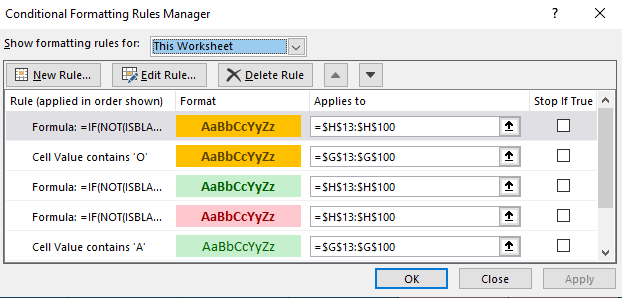 Conditional Formatting Rules Manager
? X
Show formatting rules for: This Worksheet
New Rule... Edit Rule... Delete Rule
Rule (applied in order shown) Format Applies to Stop If True
Formula: =IF(NOT(ISBLA... AaBbCcYyZz =$H$13:$H$100
Cell Value contains 'O' AaBbCcYyZz =$G$13:$G$100
Formula: =IF(NOT(ISBLA... AaBbCcYyZz =$H$13:$H$100
Formula: =IF(NOT(ISBLA... AaBbCcYyZz =$H$13:$H$100
Cell Value contains 'A' AaBbCcYyZz =$G$13:$G$100
OK Close Apply